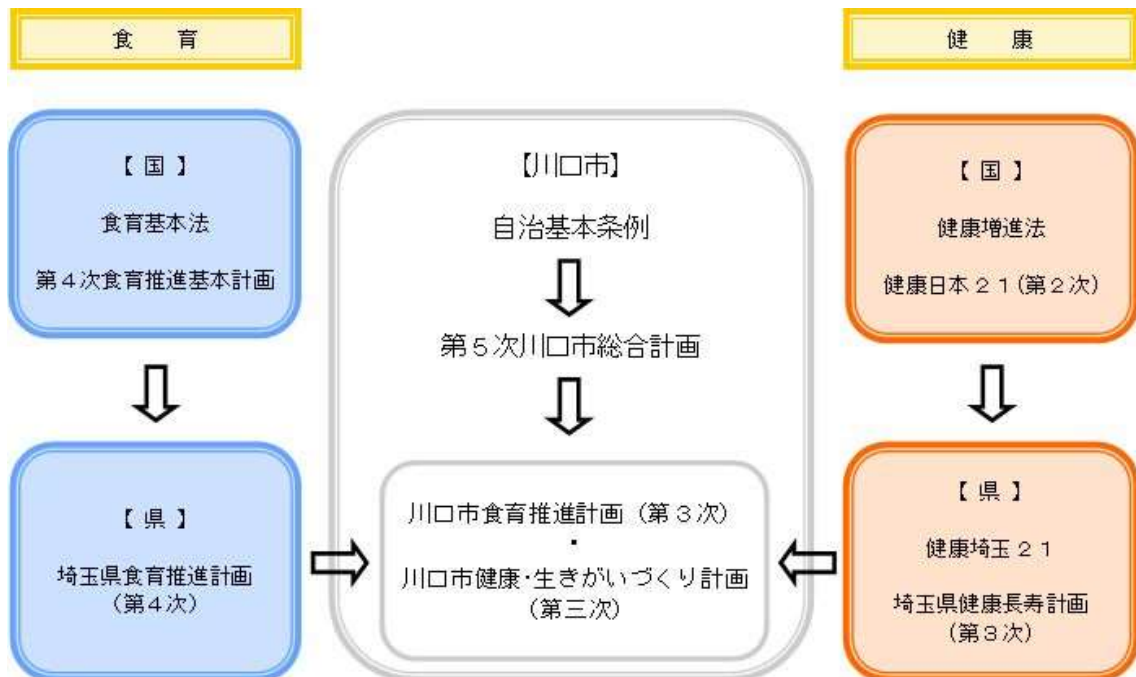 食　育
【 国 】
食育基本法
第４次食育推進基本計画
【 県 】
埼玉県食育推進計画
(第４次)
【川口市】
自治基本条例
第５次川口市総合計画
川口市食育推進計画（第３次）
・
川口市健康･生きがいづくり計画
(第三次)
健　康
【 国 】
健康増進法
健康日本２１(第２次)
【 県 】
健康埼玉２１
埼玉県健康長寿計画
(第３次)